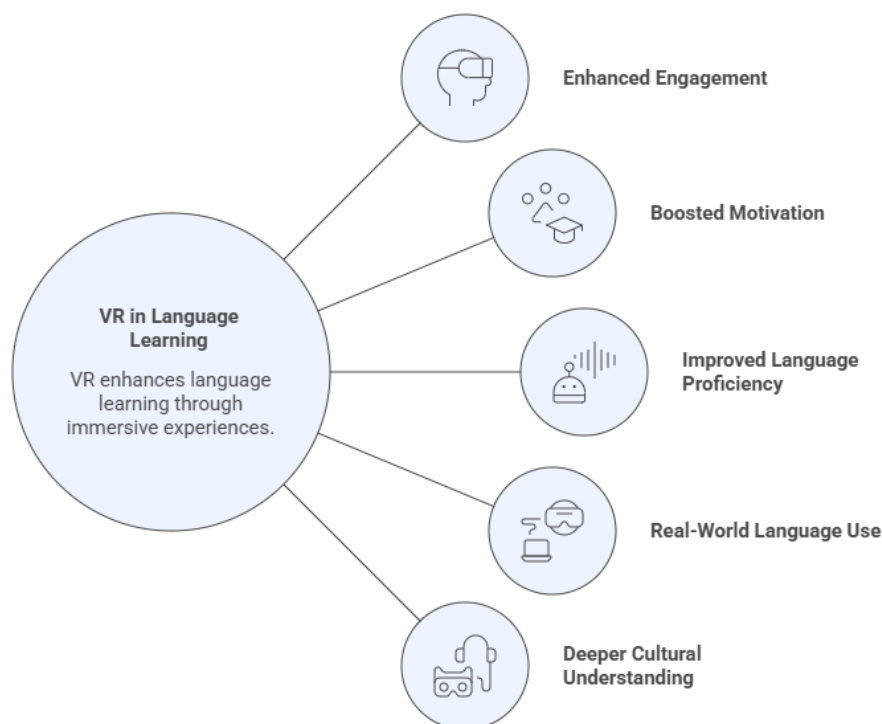 Enhanced Engagement
Boosted Motivation
VR in Language
Learning
VR enhances language
learning through
immersive experiences.
Improved Language
Proficiency
Real-World Language Use
Deeper Cultural
Understanding